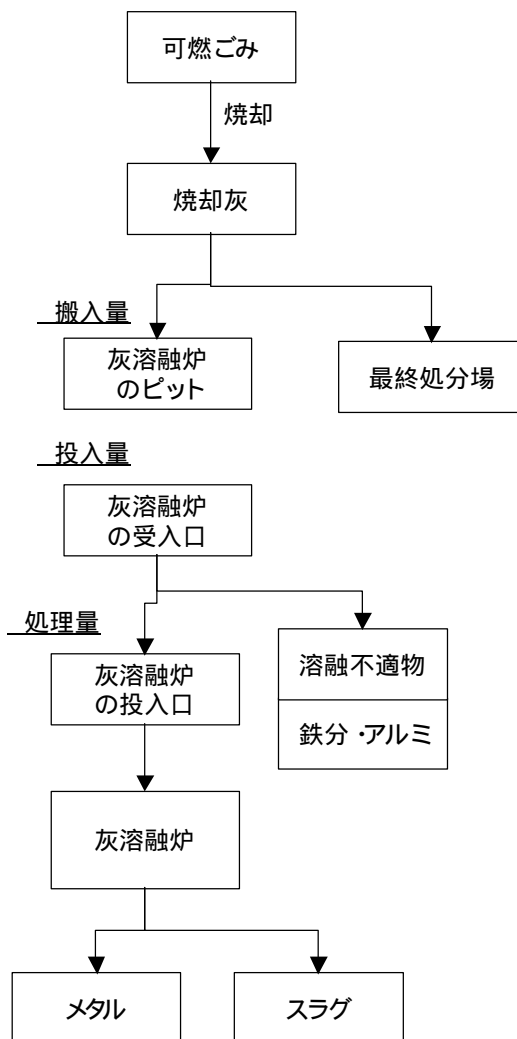 可燃ごみ
焼却
焼却灰
搬入量
灰溶融炉
のピット
最終処分場
投入量
灰溶融炉
の受入口
処理量
灰溶融炉
の投入口
溶融不適物
鉄分・アルミ
灰溶融炉
メタル
スラグ